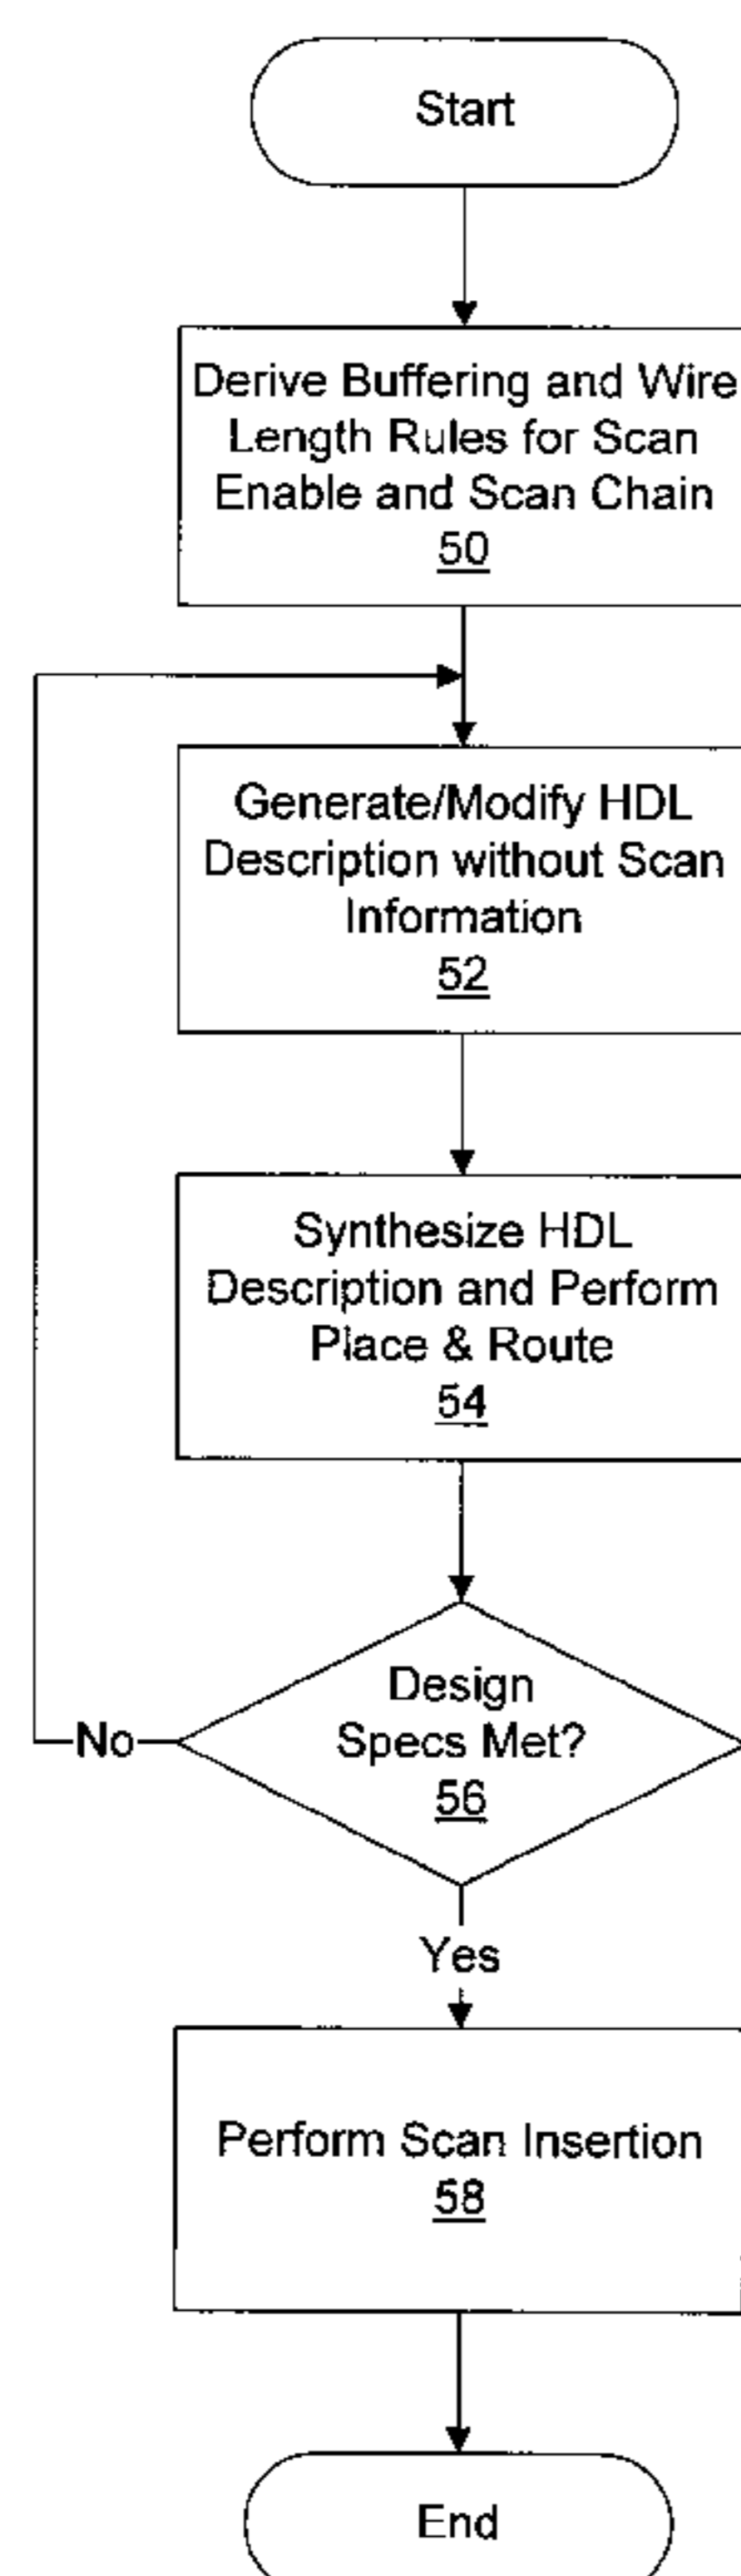 Start
Derive Buffering and Wire
Length Rules for Scan
Enable and Scan Chain
50
Generate/Modify HDL
Description without Scan
Information
52
Synthesize HDL
Description and Perform
Place & Route
54
Design
Specs Met?
56
No
Yes
Perform Scan Insertion
58
End